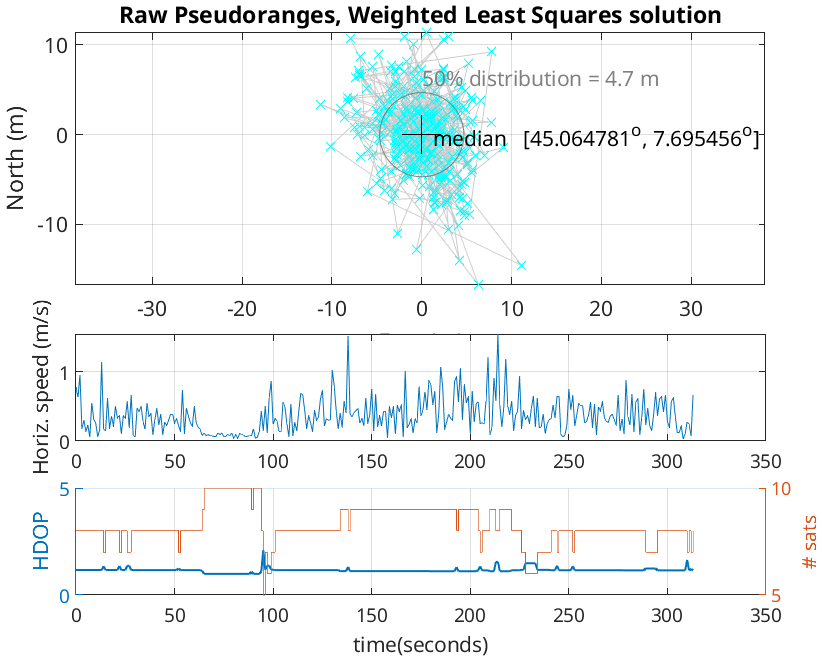 Raw Pseudoranges, Weighted Least Squares solution
North (m)
10
0
-10
50% distribution = 4.7 m
median [45.064781°, 7.695456°]
-30 -20 -10 0 10 20 30
Horiz. speed (m/s)
1
0
0 50 100 150 200 250 300 350
HDOP
5
0
# sats
10
5
0 50 100 150 200 250 300 350
time(seconds)